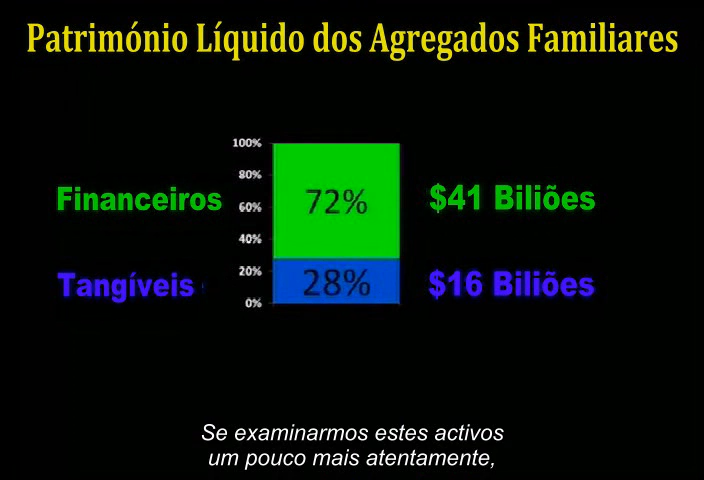 Património Líquido dos Agregados Familiares
100%
80%
Financeiros 72% $41 Biliões
60%
40%
20%
Tangíveis 28% $16 Biliões
0%
Se examinarmos estes activos
um pouco mais atentamente,